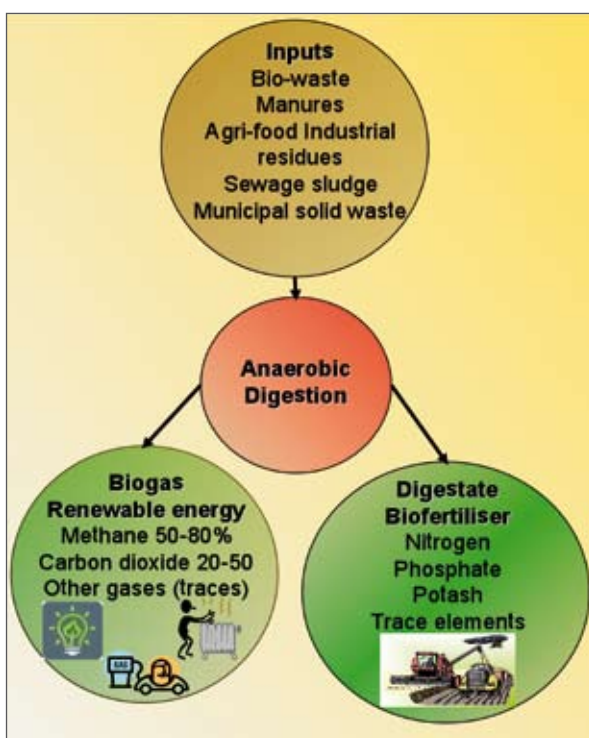 Inputs
Bio-waste
Manures
Agri-food Industrial
residues
Sewage sludge
Municipal solid waste
Anaerobic
Digestion
Biogas
Renewable energy
Methane 50-80%
Carbon dioxide 20-50
Other gases (traces)
GAS
Digestate
Biofertiliser
Nitrogen
Phosphate
Potash
Trace elements